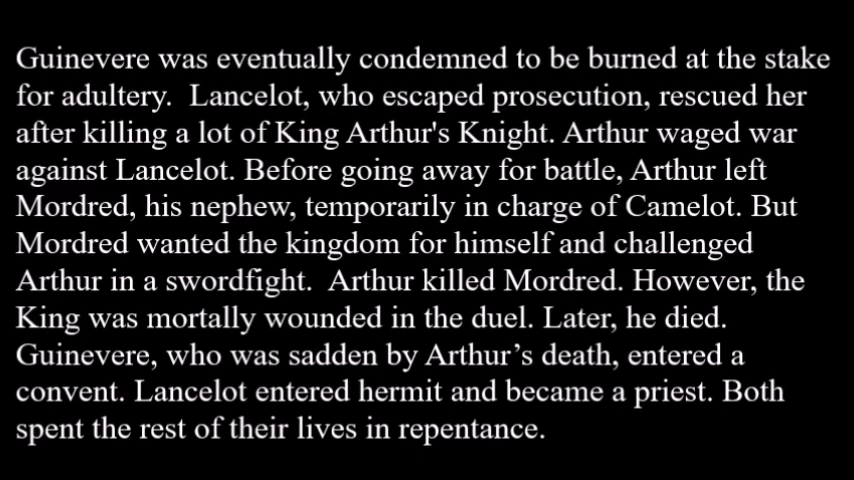 Guinevere was eventually condemned to be burned at the stake
for adultery.  Lancelot, who escaped prosecution, rescued her
after killing a lot of King Arthur's Knight. Arthur waged war
against Lancelot. Before going away for battle, Arthur left
Mordred, his nephew, temporarily in charge of Camelot. But
Mordred wanted the kingdom for himself and challenged
Arthur in a swordfight.  Arthur killed Mordred. However, the
King was mortally wounded in the duel. Later, he died.
Guinevere, who was sadden by Arthur’s death, entered a
convent. Lancelot entered hermit and became a priest. Both
spent the rest of their lives in repentance.